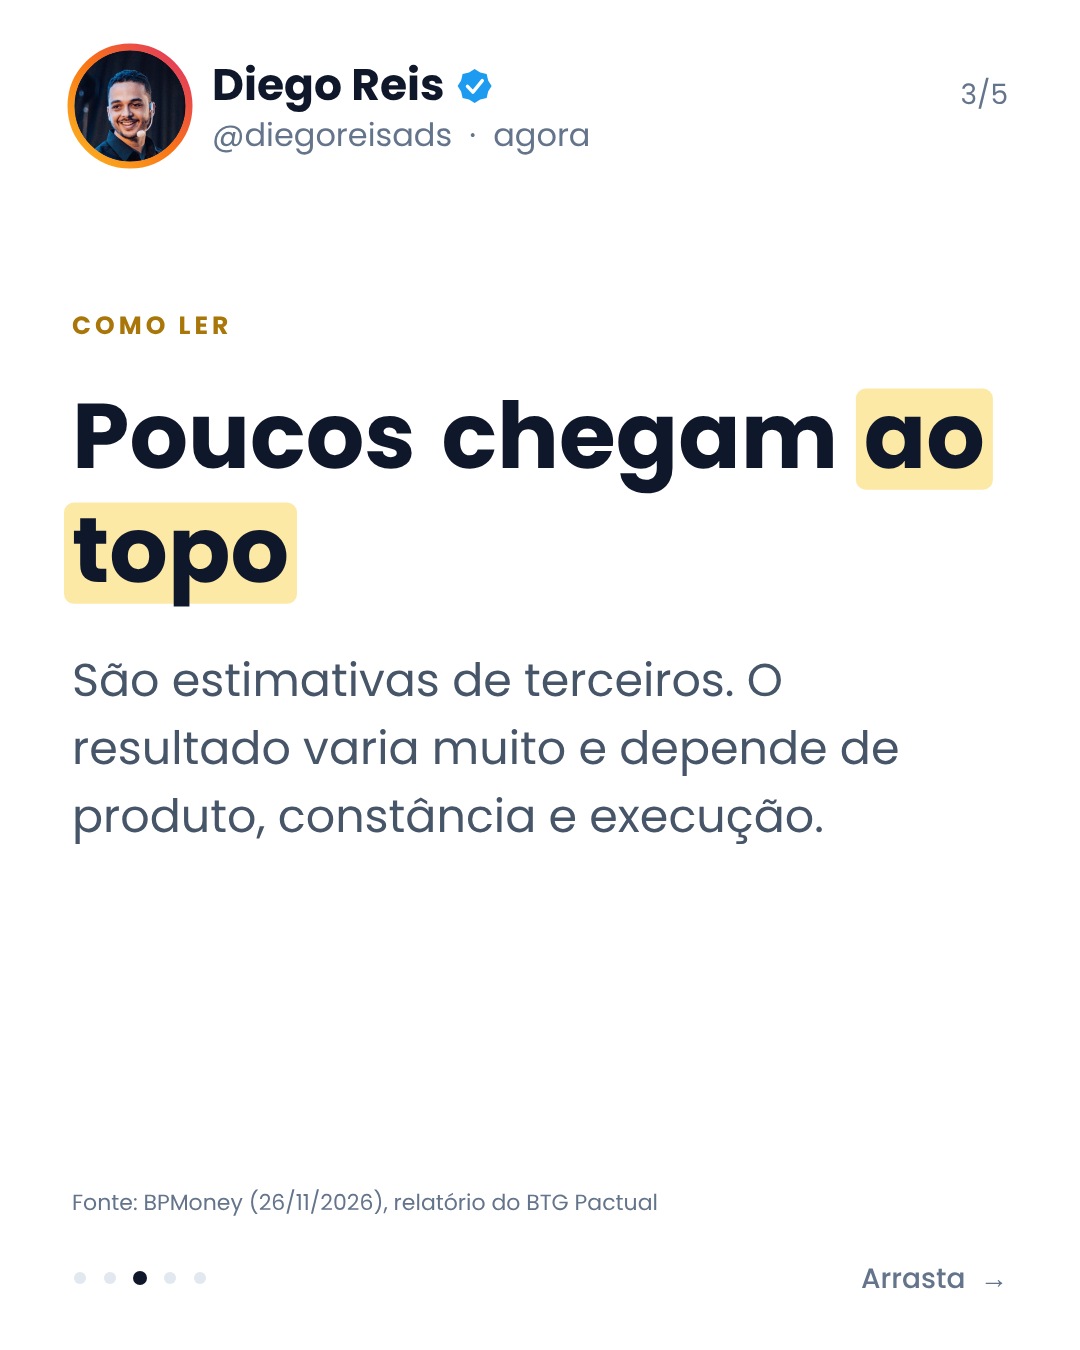 Diego Reis
@diegoreisads · agora
3/5
COMO LER
Poucos chegam ao
topo
São estimativas de terceiros. O
resultado varia muito e depende de
produto, constância e execução.
Fonte: BPMoney (26/11/2026), relatório do BTG Pactual
Arrasta →